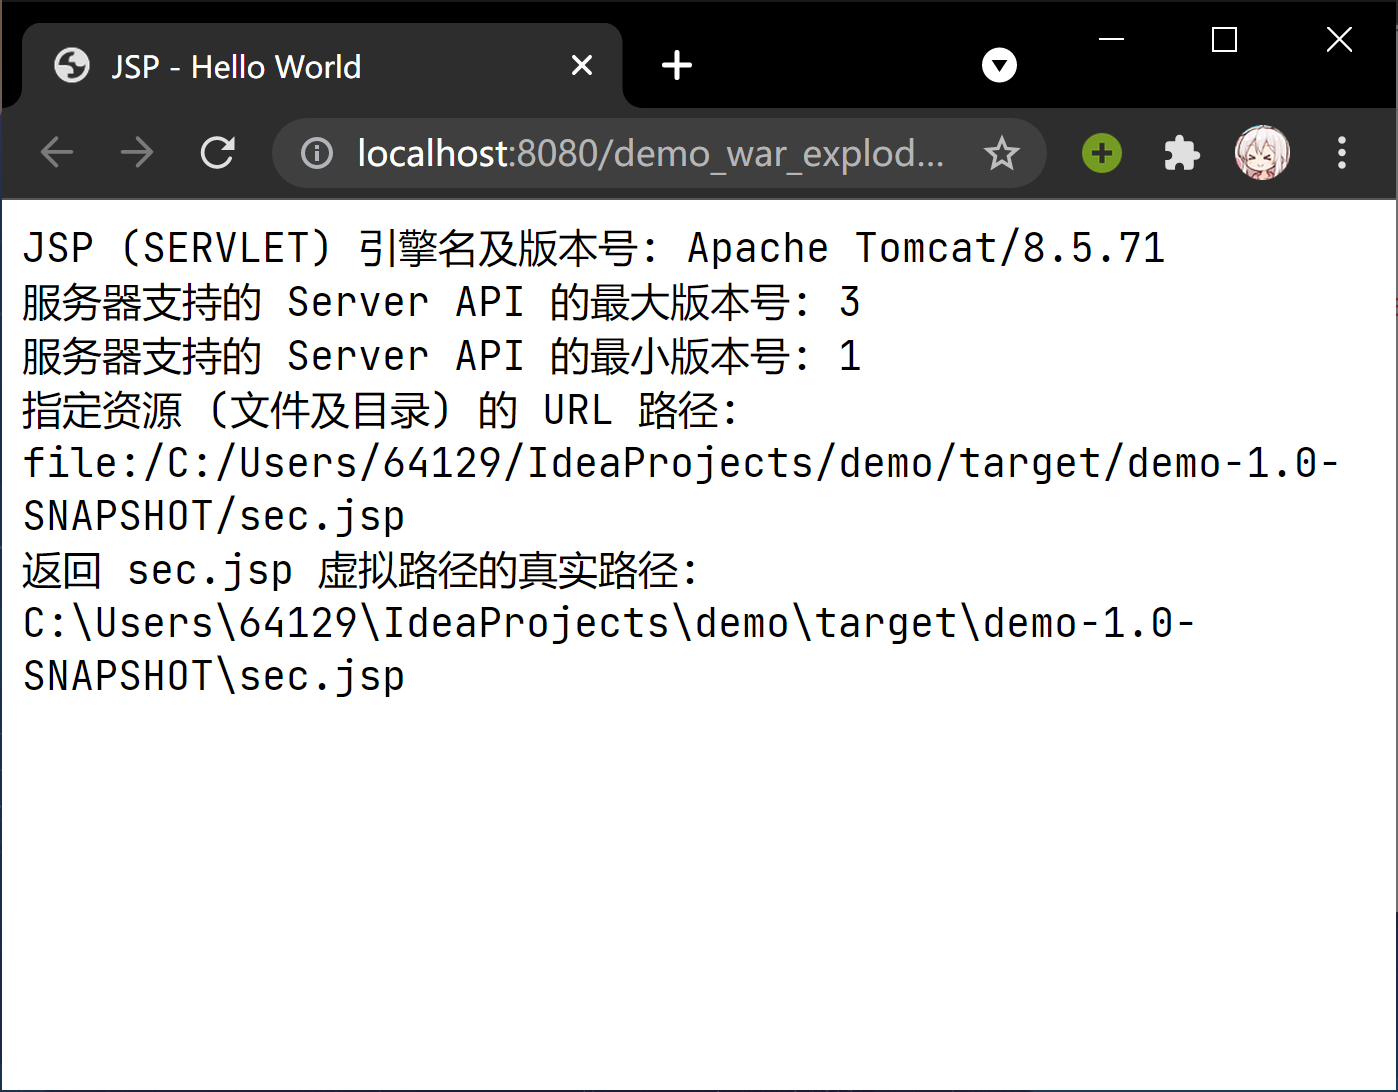 JSP - Hello World
localhost:8080/demo_war_explod...
JSP (SERVLET) 引擎名及版本号: Apache Tomcat/8.5.71
服务器支持的 Server API 的最大版本号: 3
服务器支持的 Server API 的最小版本号: 1
指定资源 (文件及目录) 的 URL 路径:
file:/C:/Users/64129/IdeaProjects/demo/target/demo-1.0-
SNAPSHOT/sec.jsp
返回 sec.jsp 虚拟路径的真实路径:
C:\Users\64129\IdeaProjects\demo\target\demo-1.0-
SNAPSHOT\sec.jsp